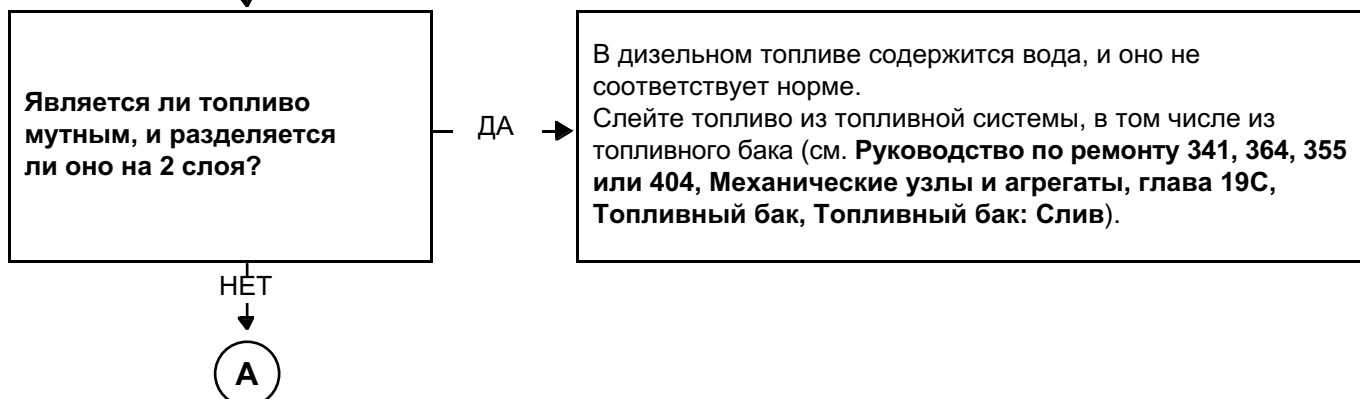 Является ли топливо
мутным, и разделяется
ли оно на 2 слоя?
ДА
В дизельном топливе содержится вода, и оно не
соответствует норме.
Слейте топливо из топливной системы, в том числе из
топливного бака (см. Руководство по ремонту 341, 364, 355
или 404, Механические узлы и агрегаты, глава 19С,
Топливный бак, Топливный бак: Слив).
НЕТ
А